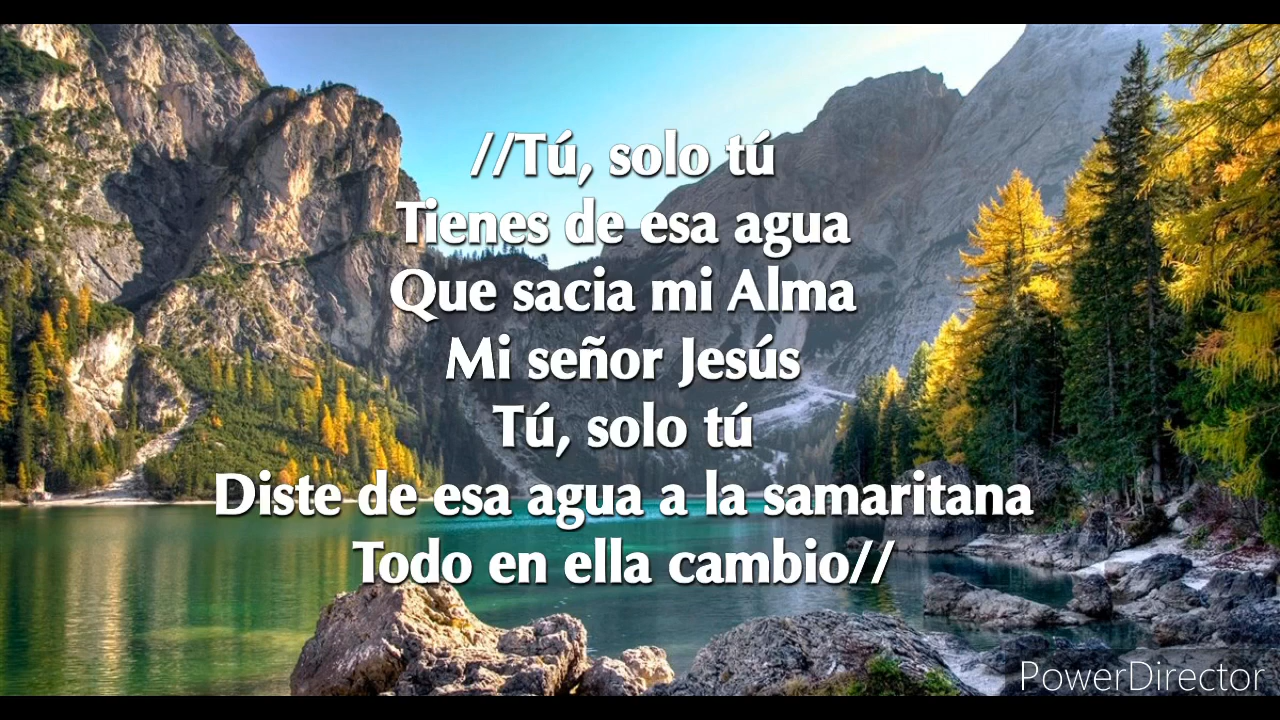 //Tú, solo tú
Tienes de esa agua
Que sacia mi Alma
Mi señor Jesús
Tú, solo tú
Diste de esa agua a la samaritana
Todo en ella cambio//
PowerDirector